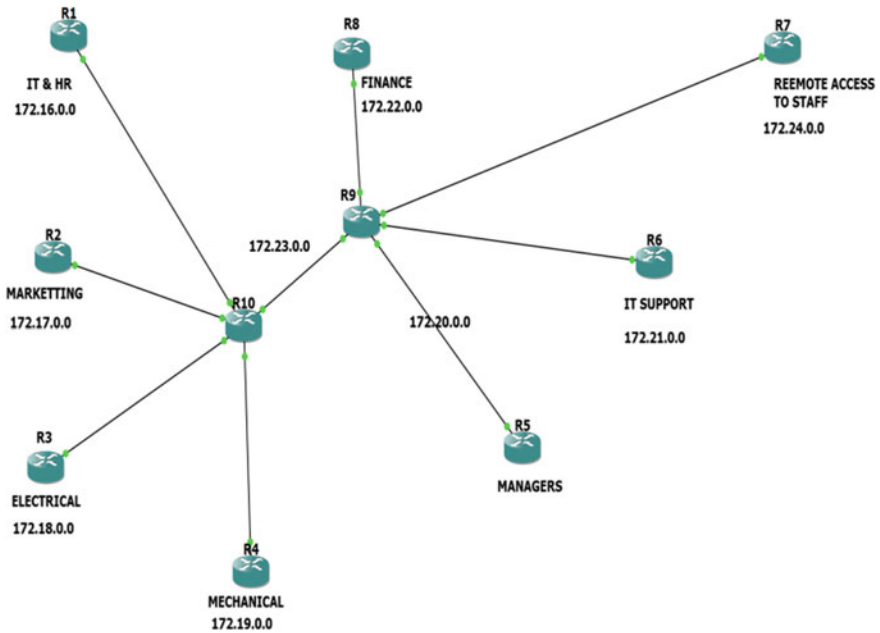 R1
IT & HR
172.16.0.0
R8
FINANCE
172.22.0.0
R7
REEMOTE ACCESS
TO STAFF
172.24.0.0
R9
172.23.0.0
R2
MARKETTING
172.17.0.0
R10
R6
IT SUPPORT
172.21.0.0
172.20.0.0
R5
MANAGERS
R3
ELECTRICAL
172.18.0.0
R4
MECHANICAL
172.19.0.0